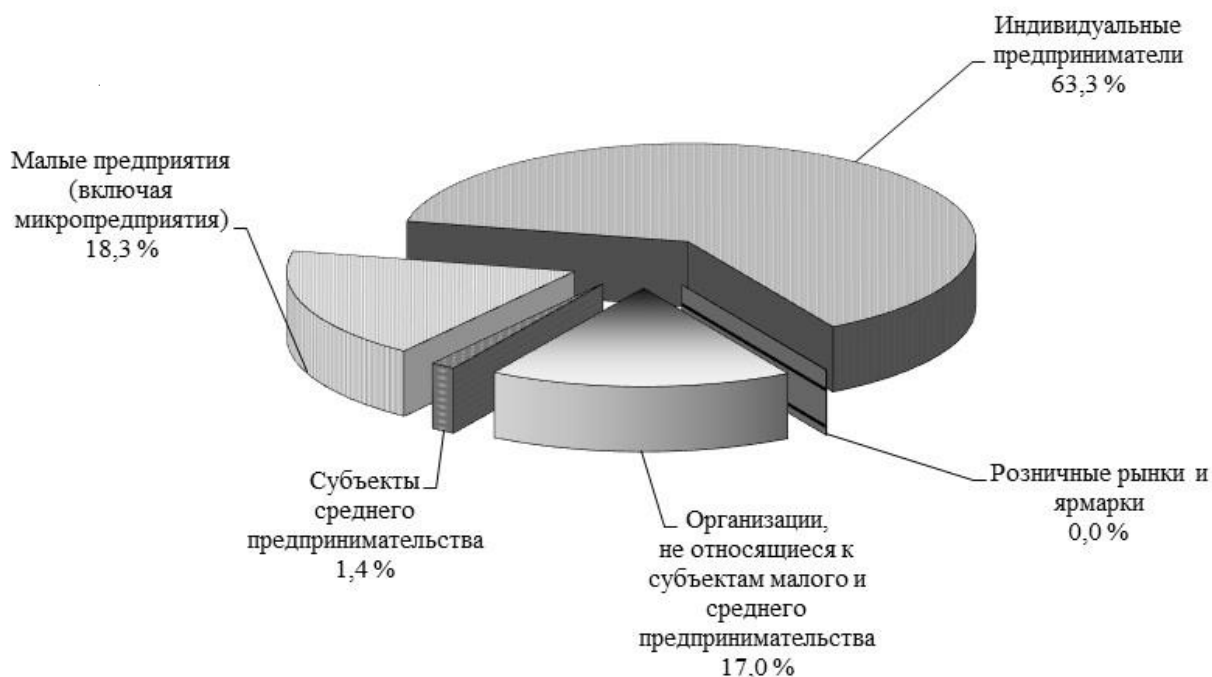 Индивидуальные
предприниматели
63,3 %
Малые предприятия
(включая
микропредприятия)
18,3 %
Субъекты
среднего
предпринимательства
1,4 %
Организации,
не относящиеся к
субъектам малого и
среднего
предпринимательства
17,0 %
Розничные рынки и
ярмарки
0,0 %